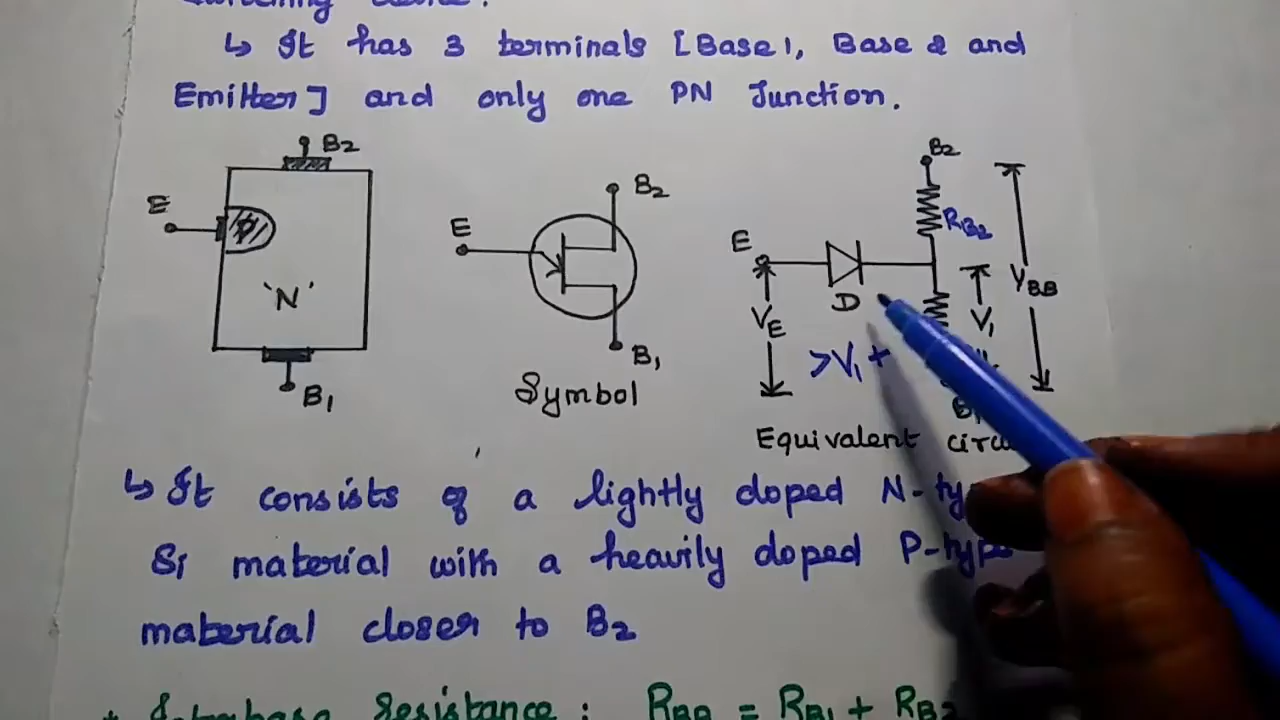 ↳ It has 3 terminals [Base 1, Base 2 and
Emitter] and only one PN Junction.
B2
E
P
'N'
B1
E
B2
B1
Symbol
B2
RB2
E
D
VE
>V1 +
V1
VBB
Equivalent
↳ It consists of a lightly doped N-
Si material with a heavily doped P-type
material closer to B2
resistance : RBB = RB1 + RB2